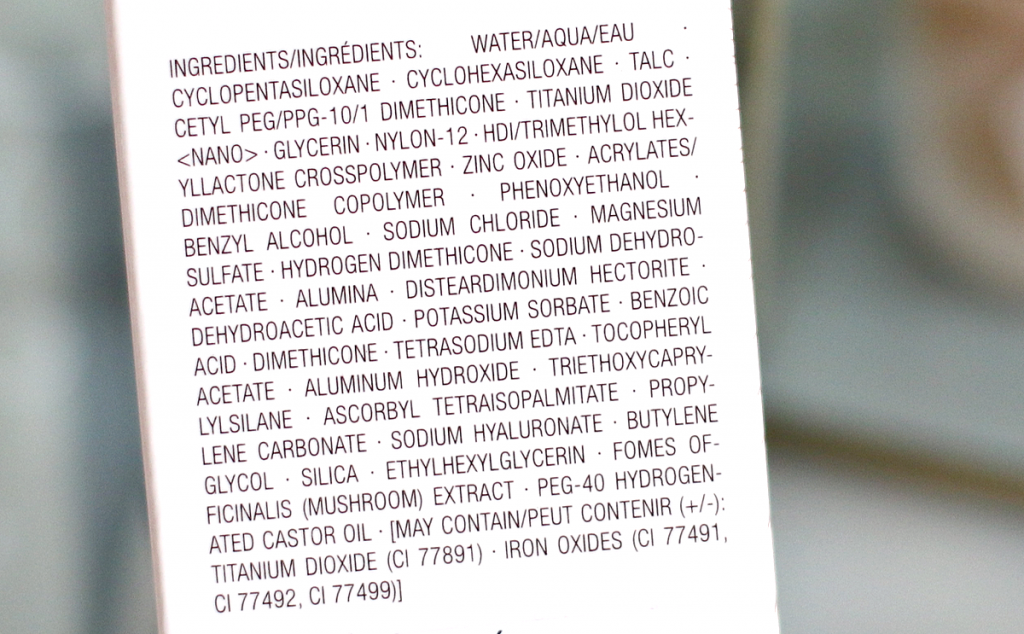 INGREDIENTS/INGRÉDIENTS: WATER/AQUA/EAU ·
CYCLOPENTASILOXANE · CYCLOHEXASILOXANE · TALC ·
CETYL PEG/PPG-10/1 DIMETHICONE · TITANIUM DIOXIDE
<NANO> · GLYCERIN · NYLON-12 · HDI/TRIMETHYLOL HEX-
YLLACTONE CROSSPOLYMER · ZINC OXIDE · ACRYLATES/
DIMETHICONE COPOLYMER · PHENOXYETHANOL ·
BENZYL ALCOHOL · SODIUM CHLORIDE · MAGNESIUM
SULFATE · HYDROGEN DIMETHICONE · SODIUM DEHYDRO-
ACETATE · ALUMINA · DISTEARDIMONIUM HECTORITE ·
DEHYDROACETIC ACID · POTASSIUM SORBATE · BENZOIC
ACID · DIMETHICONE · TETRASODIUM EDTA · TOCOPHERYL
ACETATE · ALUMINUM HYDROXIDE · TRIETHOXYCAPRY-
LYLSILANE · ASCORBYL TETRAISOPALMITATE · PROPY-
LENE CARBONATE · SODIUM HYALURONATE · BUTYLENE
GLYCOL · SILICA · ETHYLHEXYLGLYCERIN · FOMES OF-
FICINALIS (MUSHROOM) EXTRACT · PEG-40 HYDROGEN-
ATED CASTOR OIL · [MAY CONTAIN/PEUT CONTENIR (+/-):
TITANIUM DIOXIDE (CI 77891) · IRON OXIDES (CI 77491,
CI 77492, CI 77499)]